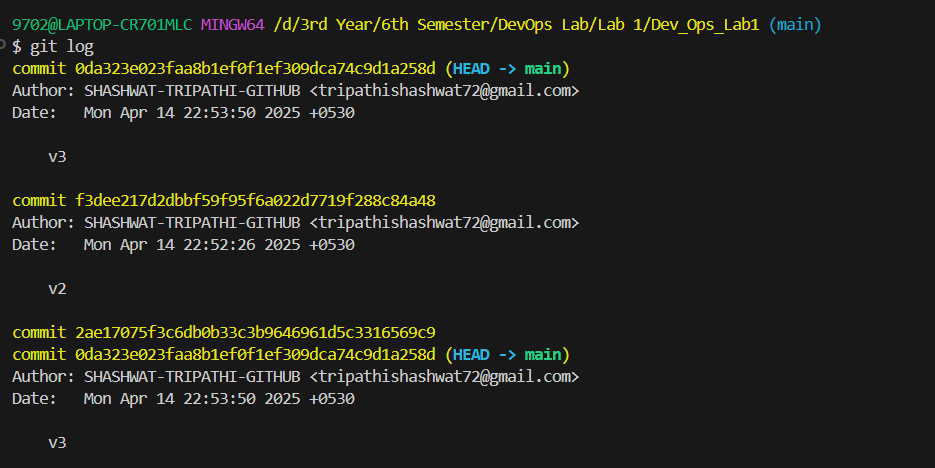 9702@LAPTOP-CR701MLC MINGW64 /d/3rd Year/6th Semester/DevOps Lab/Lab 1/Dev_Ops_Lab1 (main)
$ git log
commit 0da323e023faa8b1ef0f1ef309dca74c9d1a258d (HEAD -> main)
Author: SHASHWAT-TRIPATHI-GITHUB <tripathishashwat72@gmail.com>
Date:   Mon Apr 14 22:53:50 2025 +0530
v3
commit f3dee217d2dbbf59f95f6a022d7719f288c84a48
Author: SHASHWAT-TRIPATHI-GITHUB <tripathishashwat72@gmail.com>
Date:   Mon Apr 14 22:52:26 2025 +0530
v2
commit 2ae17075f3c6db0b33c3b9646961d5c3316569c9
commit 0da323e023faa8b1ef0f1ef309dca74c9d1a258d (HEAD -> main)
Author: SHASHWAT-TRIPATHI-GITHUB <tripathishashwat72@gmail.com>
Date:   Mon Apr 14 22:53:50 2025 +0530
v3